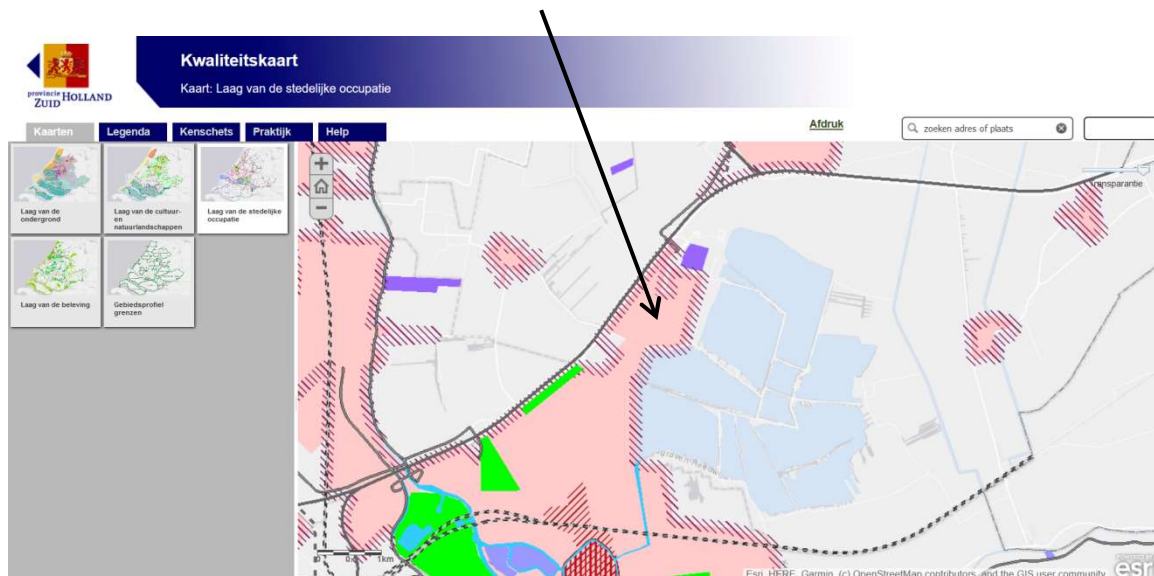 Kwaliteitskaart
Kaart: Laag van de stedelijke occupatie
provincie
ZUID HOLLAND
Kaarten
Legenda
Kenschets
Praktijk
Help
Afdruk
zoeken adres of plaats
Laag van de
ondergrond
Laag van de cultuur-
en
natuurlandschappen
Laag van de stedelijke
occupatie
Laag van de beleving
Gebiedsprofiel
grenzen
Transparantie
1km
Esri, HERE, Garmin, (c) OpenStreetMap contributors, and the GIS user community
POWERED BY
esri